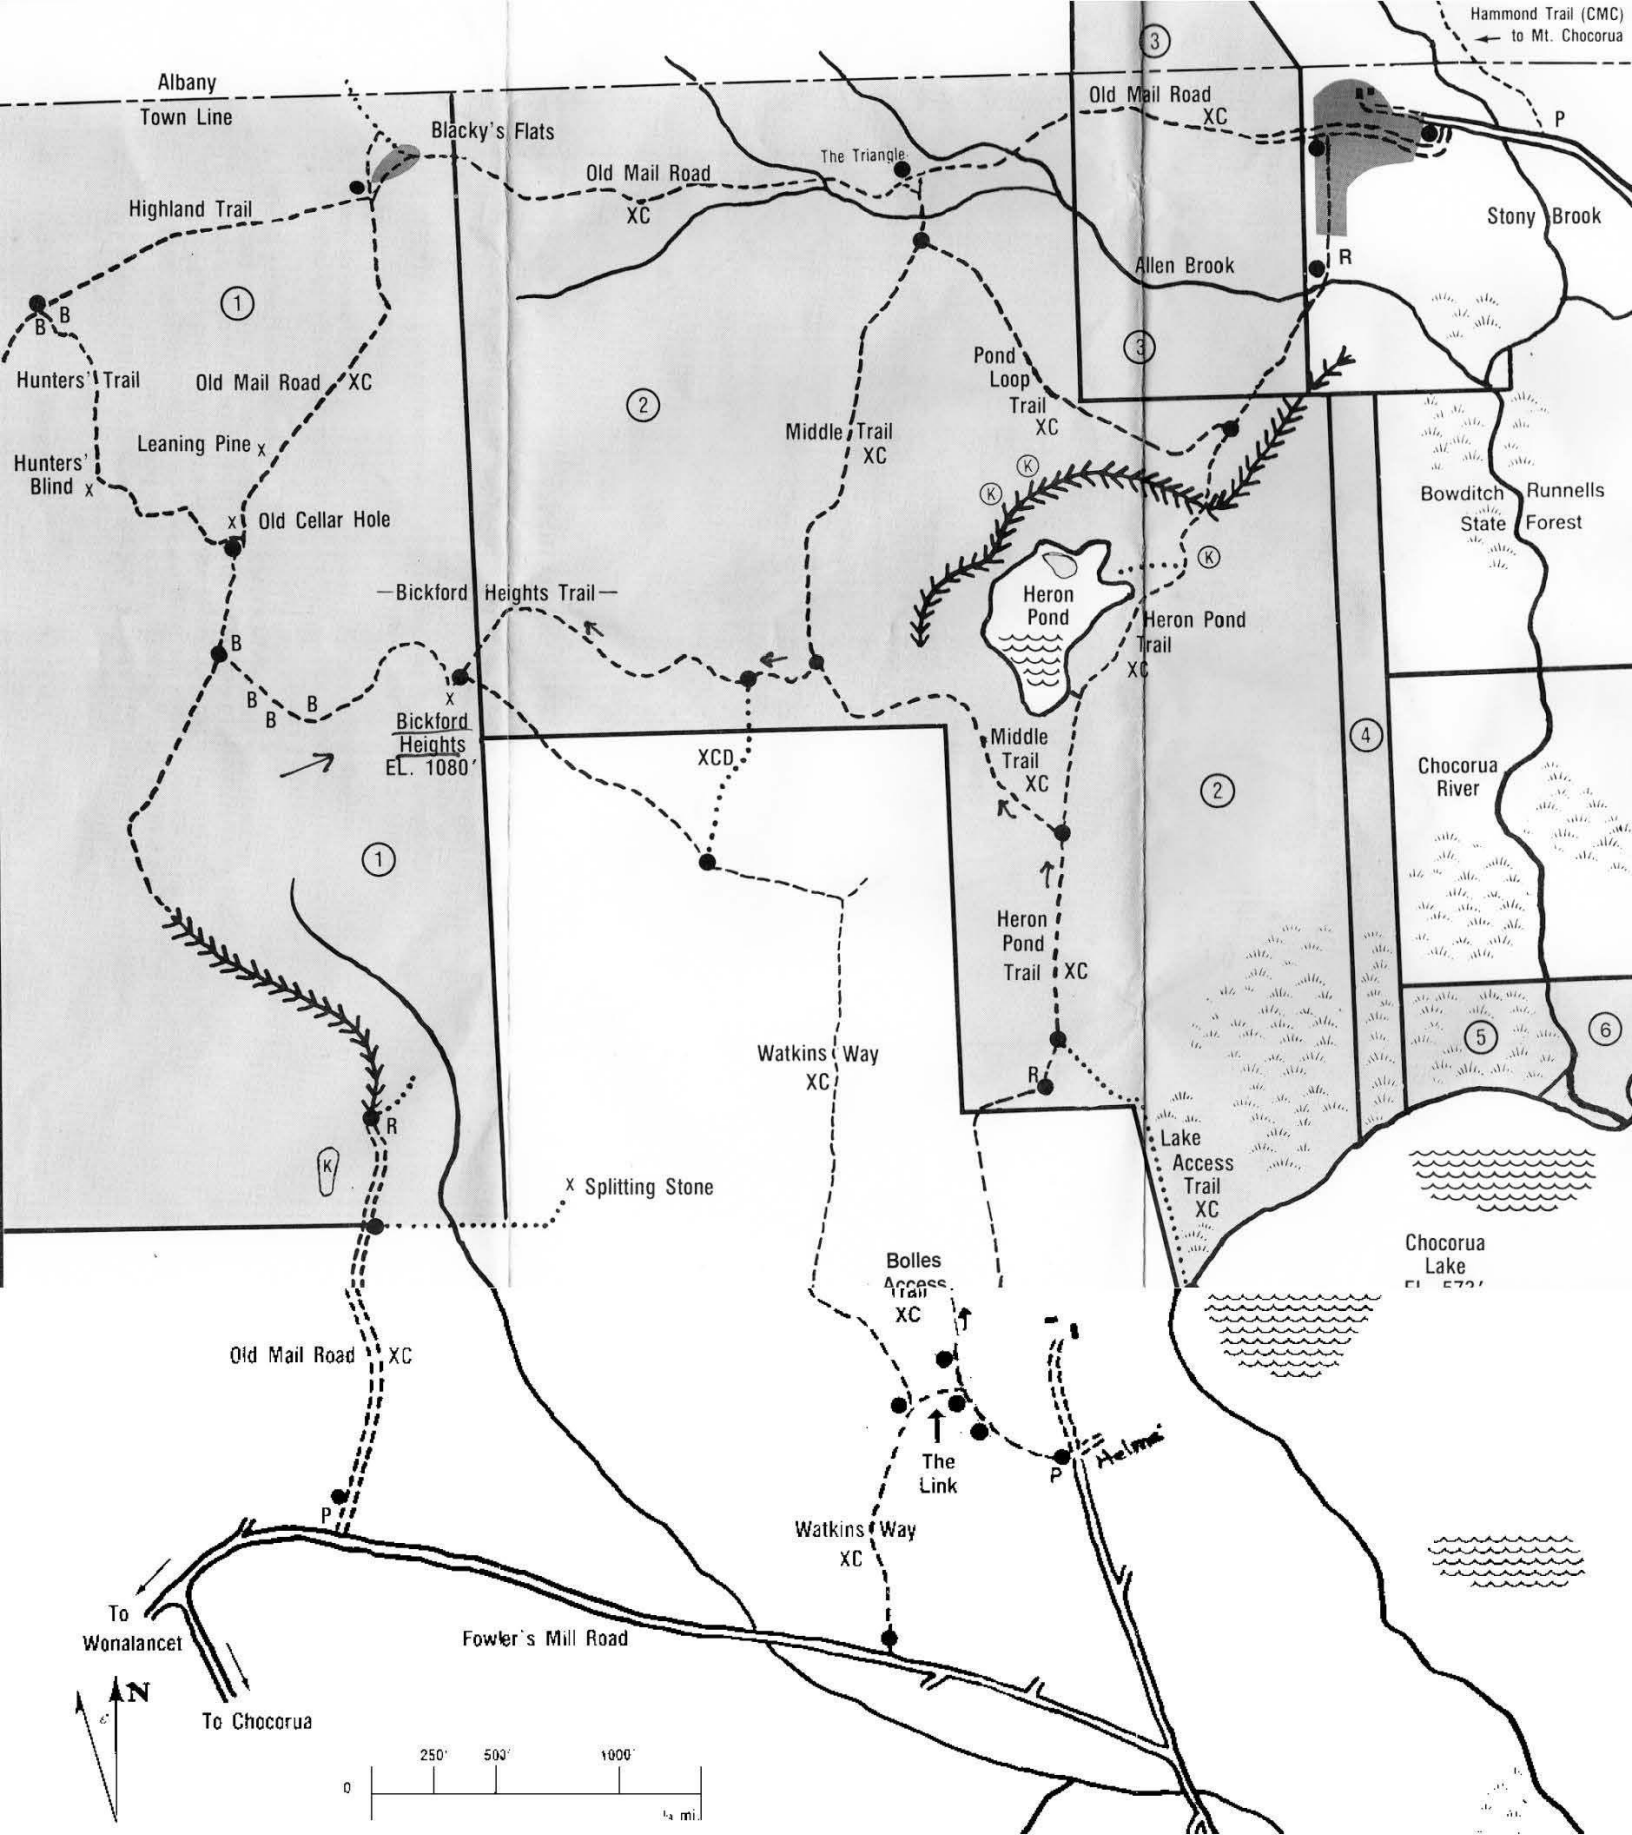 Hammond Trail (CMC)
← to Mt. Chocorua
3
Albany
Town Line
Old Mail Road
XC
P
Blacky's Flats
The Triangle
Old Mail Road
XC
Highland Trail
Stony Brook
R
Allen Brook
1
B
B
3
Pond
Loop
Trail
XC
Hunters' Trail
Old Mail Road
XC
2
Middle Trail
XC
Leaning Pine x
Hunters'
Blind x
K
K
Bowditch Runnells
State Forest
x Old Cellar Hole
K
Bickford Heights Trail
Heron
Pond
Heron Pond
Trail
XC
B
B
B
B
x
Bickford
Heights
EL. 1080'
XCD
Middle
Trail
XC
4
Chocorua
River
2
1
Heron
Pond
Trail XC
5
6
Watkins Way
XC
R
R
K
Lake
Access
Trail
XC
x Splitting Stone
Chocorua
Lake
EL. 573'
Bolles
Access
Trail
XC
Old Mail Road
XC
The
Link
P
Helme
P
Watkins Way
XC
To
Wonalancet
Fowler's Mill Road
N
To Chocorua
250'
500'
1000'
0
mi.